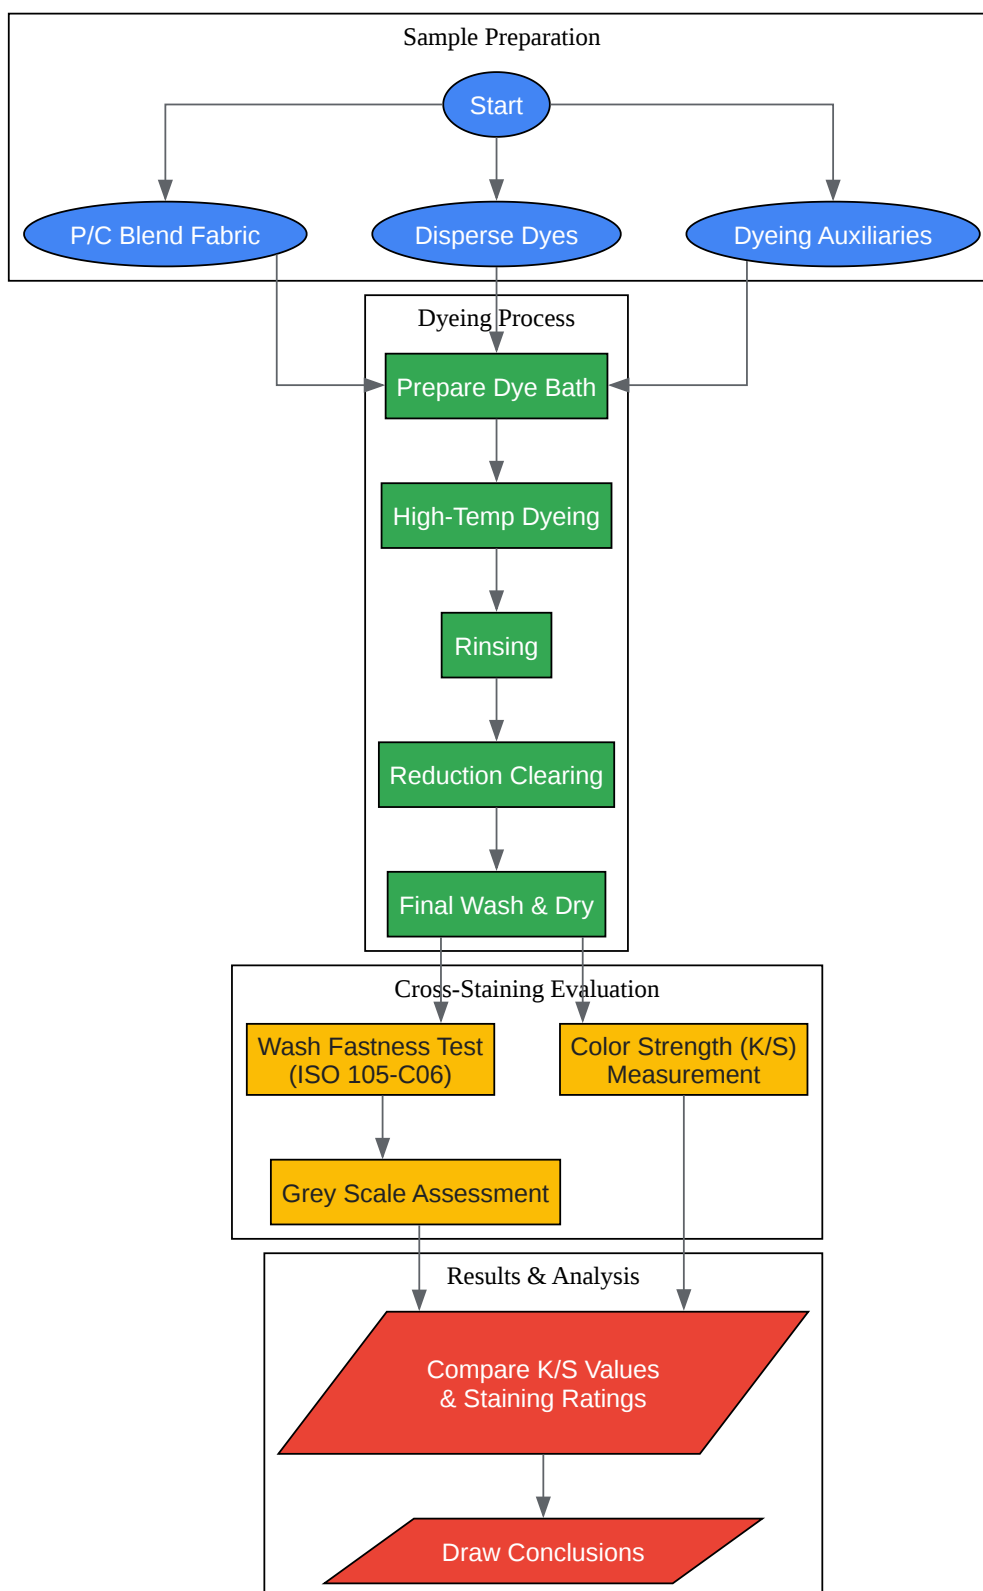 Sample Preparation
Start
P/C Blend Fabric
Disperse Dyes
Dyeing Auxiliaries
Dyeing Process
Prepare Dye Bath
High-Temp Dyeing
Rinsing
Reduction Clearing
Final Wash & Dry
Cross-Staining Evaluation
Wash Fastness Test
(ISO 105-C06)
Color Strength (K/S)
Measurement
Grey Scale Assessment
Results & Analysis
Compare K/S Values
& Staining Ratings
Draw Conclusions